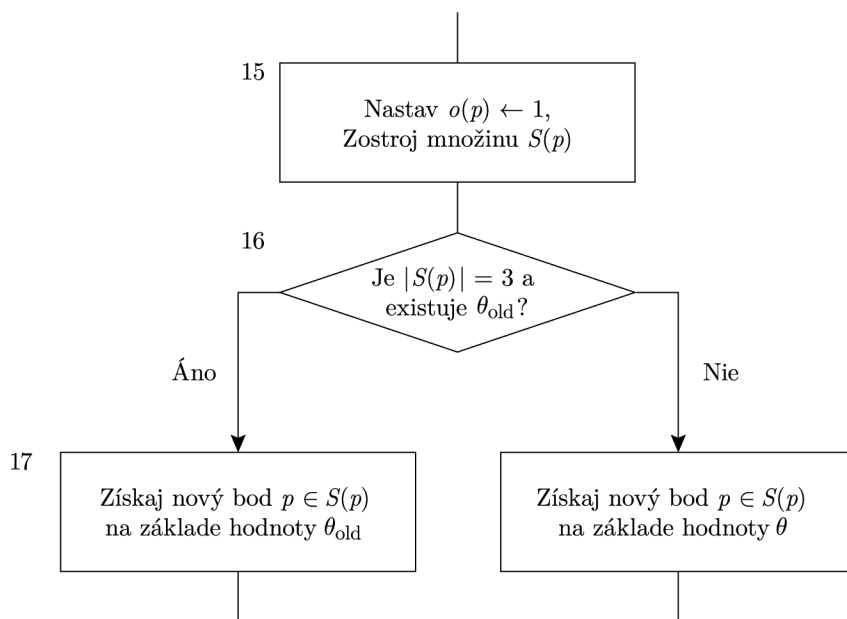 15
Nastav o(p) ← 1,
Zostroj množinu S(p)
16
Je |S(p)| = 3 a
existuje θ_old?
Áno
Nie
17
Získaj nový bod p ∈ S(p)
na základe hodnoty θ_old
Získaj nový bod p ∈ S(p)
na základe hodnoty θ